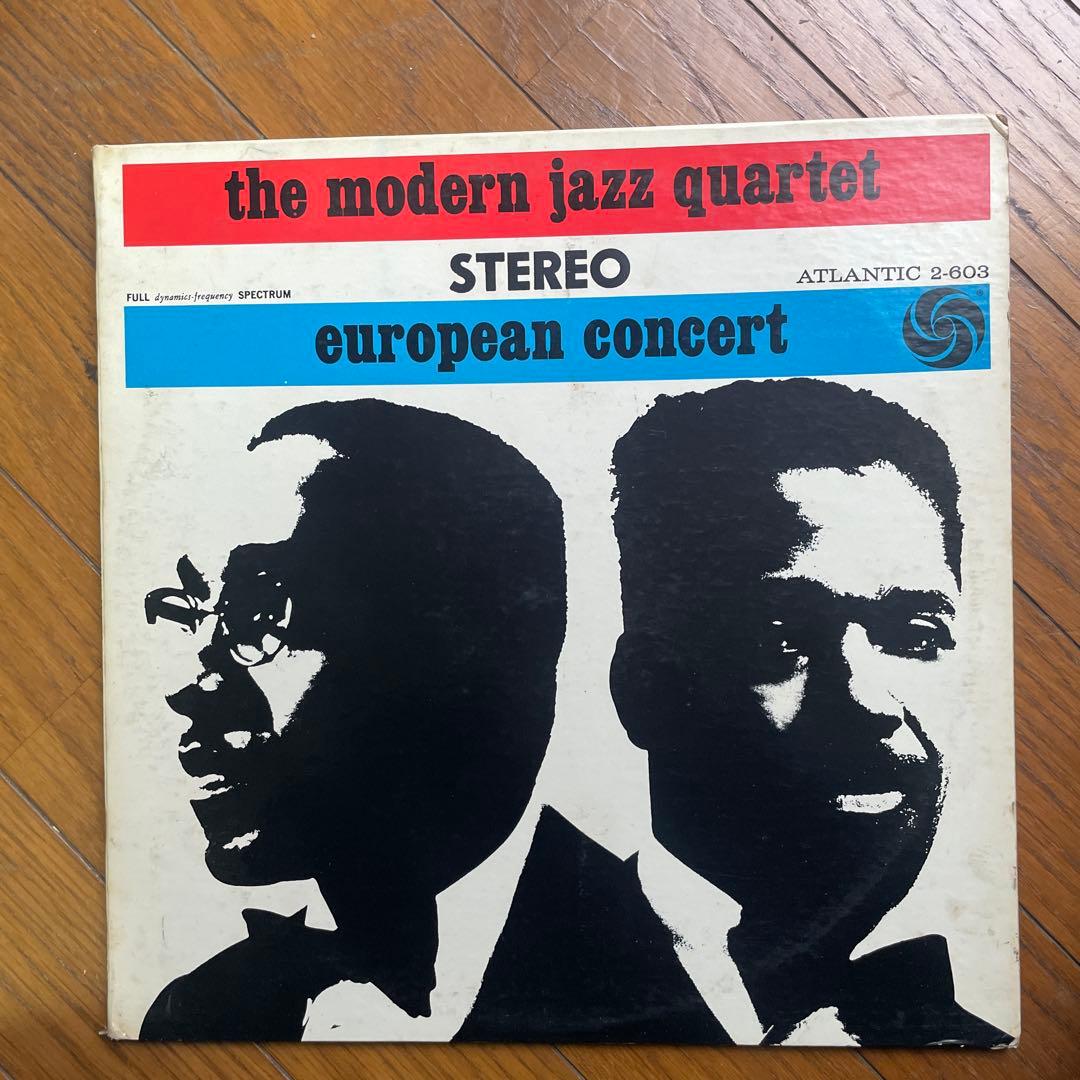 the modern jazz quartet
STEREO
ATLANTIC 2-603
FULL dynamics-frequency SPECTRUM
european concert
®